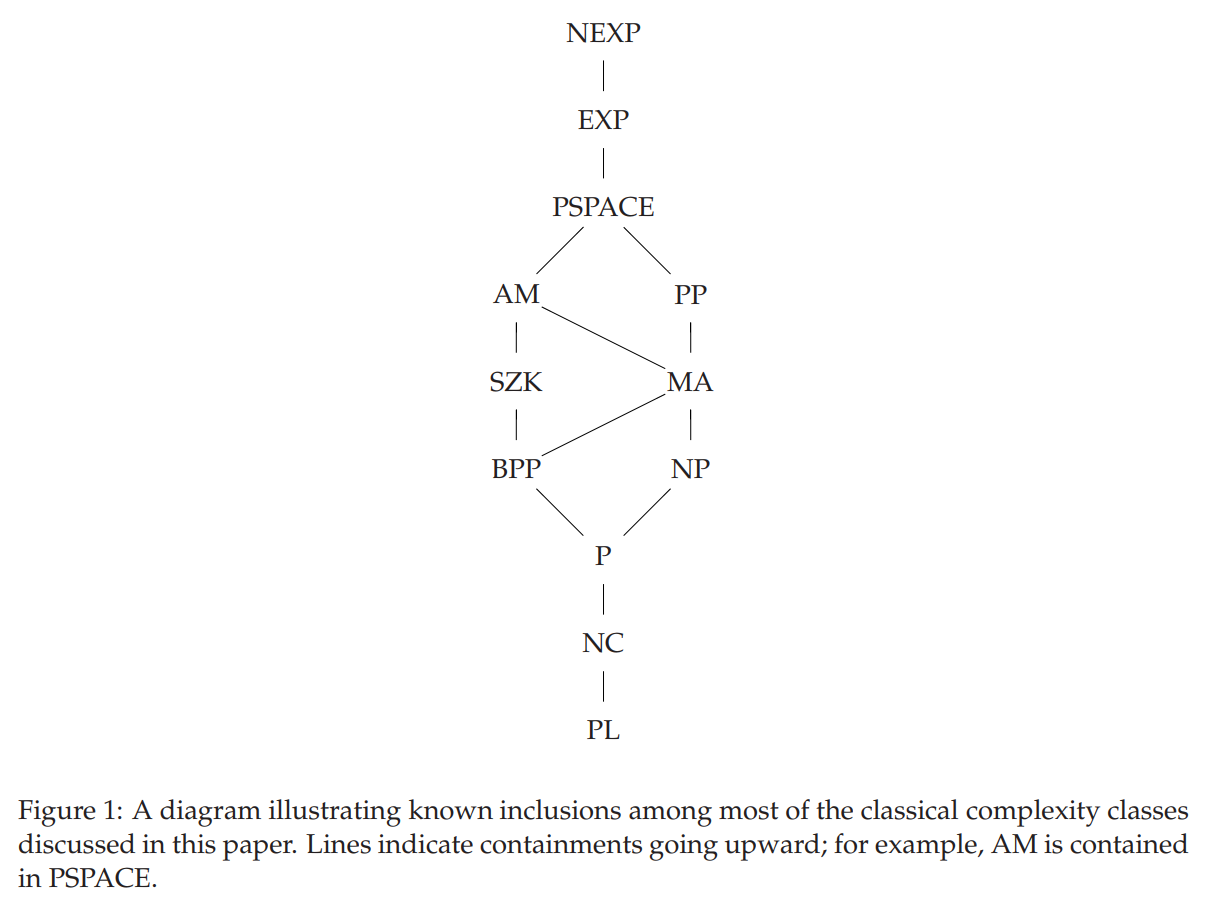 NEXP
EXP
PSPACE
AM PP
SZK MA
BPP NP
P
NC
PL
Figure 1: A diagram illustrating known inclusions among most of the classical complexity classes
discussed in this paper. Lines indicate containments going upward; for example, AM is contained
in PSPACE.